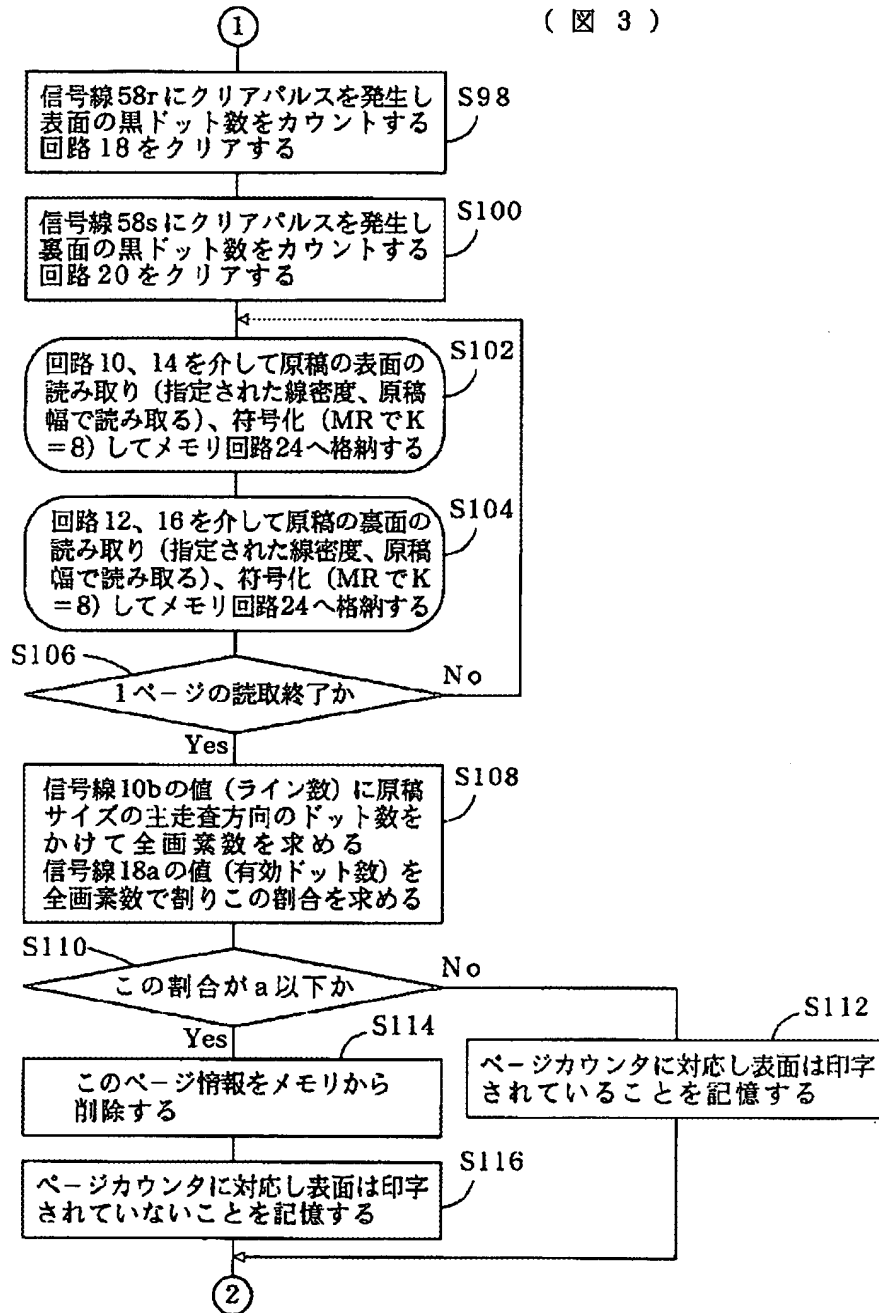 (図 3)
1
信号線58rにクリアパルスを発生し
表面の黒ドット数をカウントする
回路18をクリアする
S98
信号線58sにクリアパルスを発生し
裏面の黒ドット数をカウントする
回路20をクリアする
S100
回路10、14を介して原稿の表面の
読み取り(指定された線密度、原稿
幅で読み取る)、符号化(MRでK
=8)してメモリ回路24へ格納する
S102
回路12、16を介して原稿の裏面の
読み取り(指定された線密度、原稿
幅で読み取る)、符号化(MRでK
=8)してメモリ回路24へ格納する
S104
S106
1ページの読取終了か
No
Yes
信号線10bの値(ライン数)に原稿
サイズの主走査方向のドット数を
かけて全画素数を求める
信号線18aの値(有効ドット数)を
全画素数で割りこの割合を求める
S108
S110
この割合がa以下か
No
Yes
S114
このページ情報をメモリから
削除する
S112
ページカウンタに対応し表面は印字
されていることを記憶する
S116
ページカウンタに対応し表面は印字
されていないことを記憶する
2